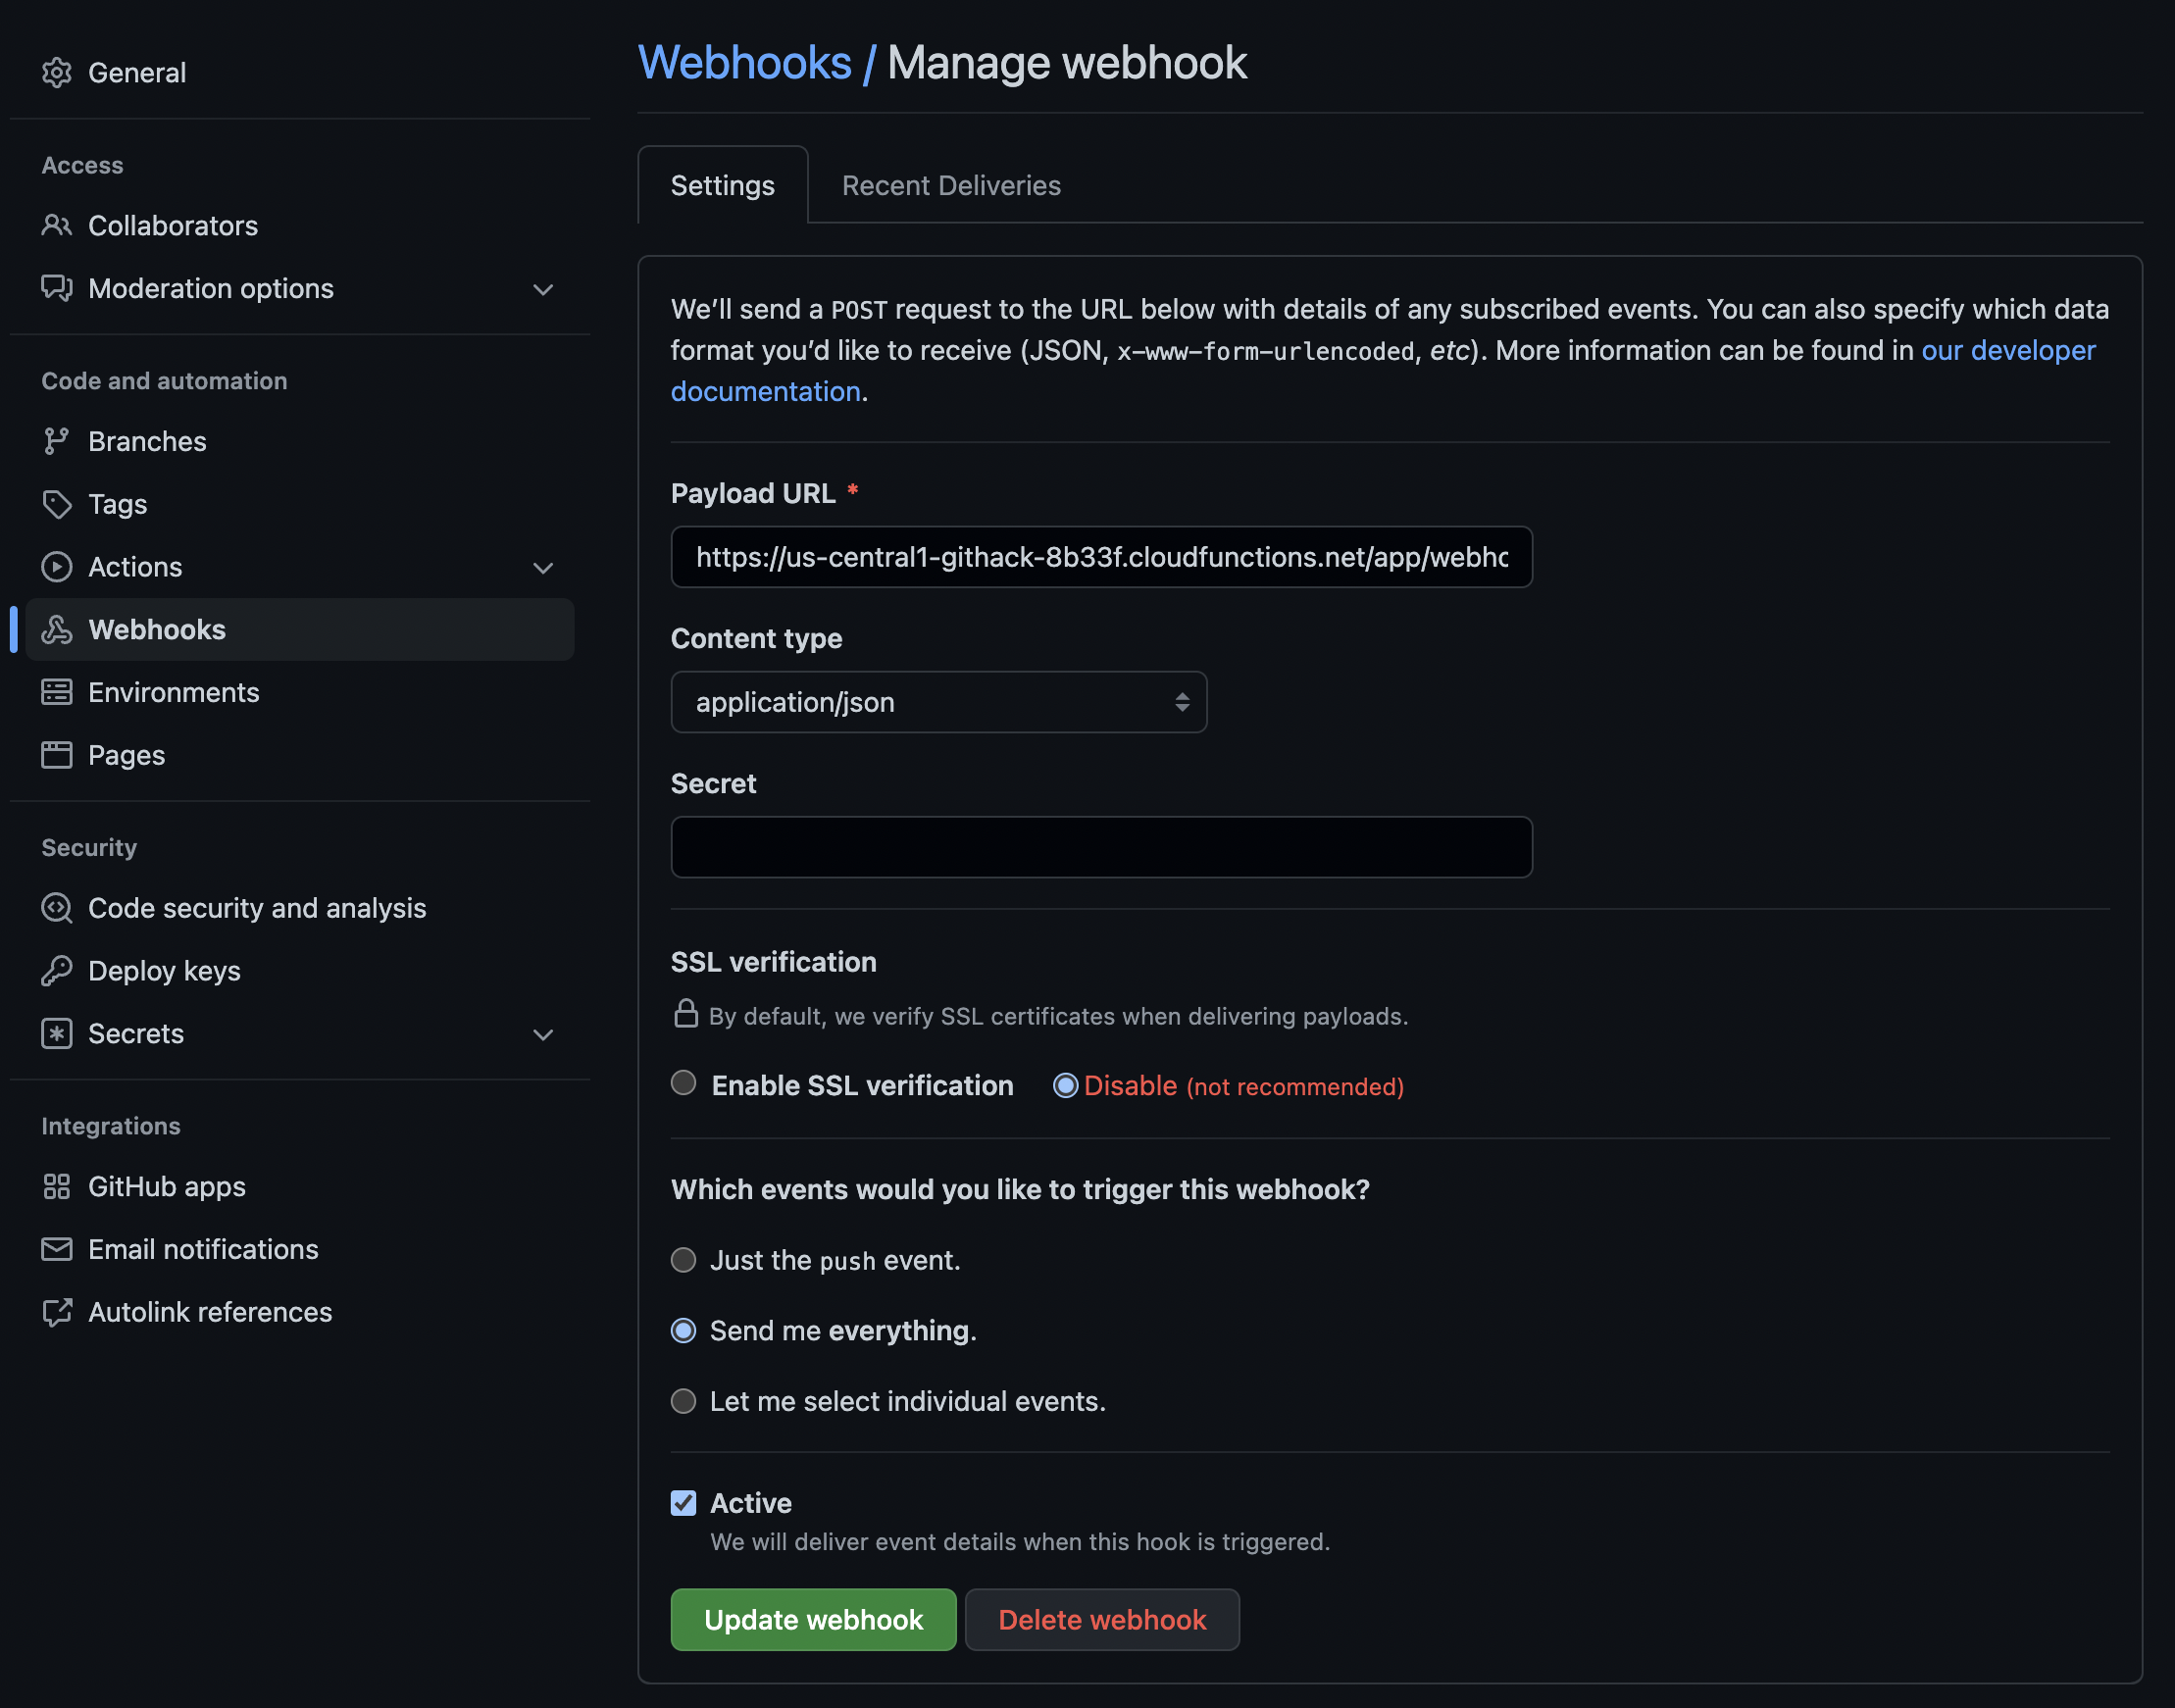 General
Access
Collaborators
Moderation options
Code and automation
Branches
Tags
Actions
Webhooks
Environments
Pages
Security
Code security and analysis
Deploy keys
Secrets
Integrations
GitHub apps
Email notifications
Autolink references
Webhooks / Manage webhook
Settings
Recent Deliveries
We’ll send a POST request to the URL below with details of any subscribed events. You can also specify which data
format you’d like to receive (JSON, x-www-form-urlencoded, etc). More information can be found in our developer
documentation.
Payload URL *
https://us-central1-githack-8b33f.cloudfunctions.net/app/webho
Content type
application/json
Secret
SSL verification
By default, we verify SSL certificates when delivering payloads.
Enable SSL verification Disable (not recommended)
Which events would you like to trigger this webhook?
Just the push event.
Send me everything.
Let me select individual events.
Active
We will deliver event details when this hook is triggered.
Update webhook Delete webhook